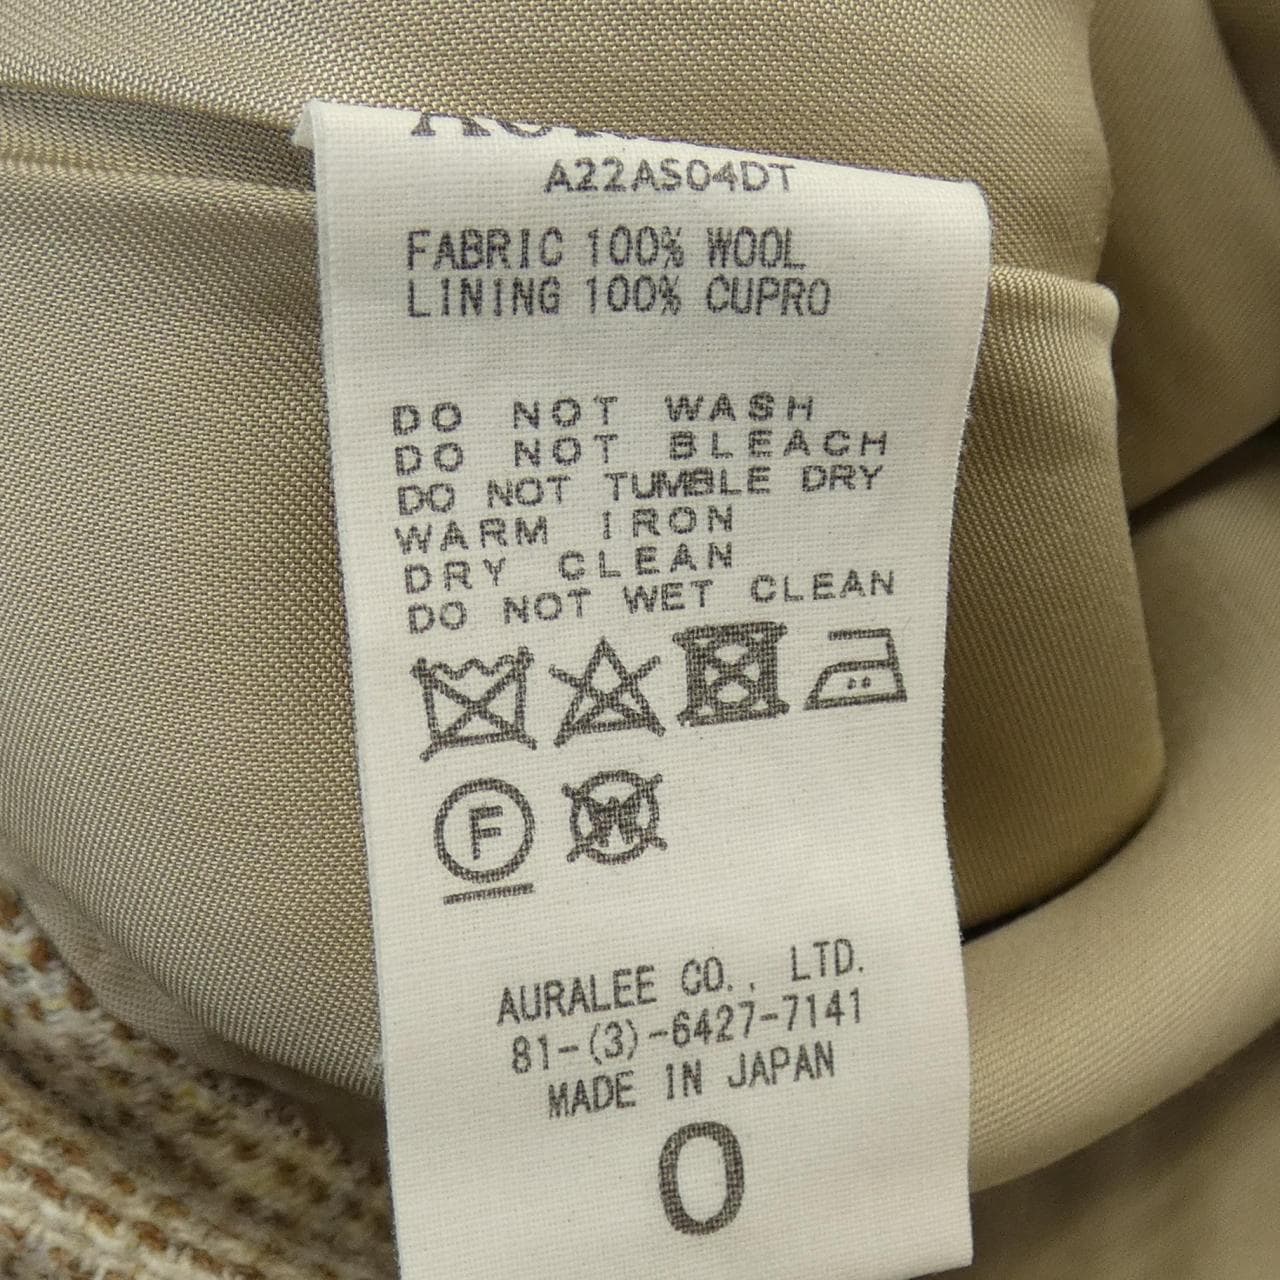 A22AS04DT
FABRIC 100% WOOL
LINING 100% CUPRO
DO NOT WASH
DO NOT BLEACH
DO NOT TUMBLE DRY
WARM IRON
DRY CLEAN
DO NOT WET CLEAN
F W
AURALEE CO., LTD.
81-(3)-6427-7141
MADE IN JAPAN
0